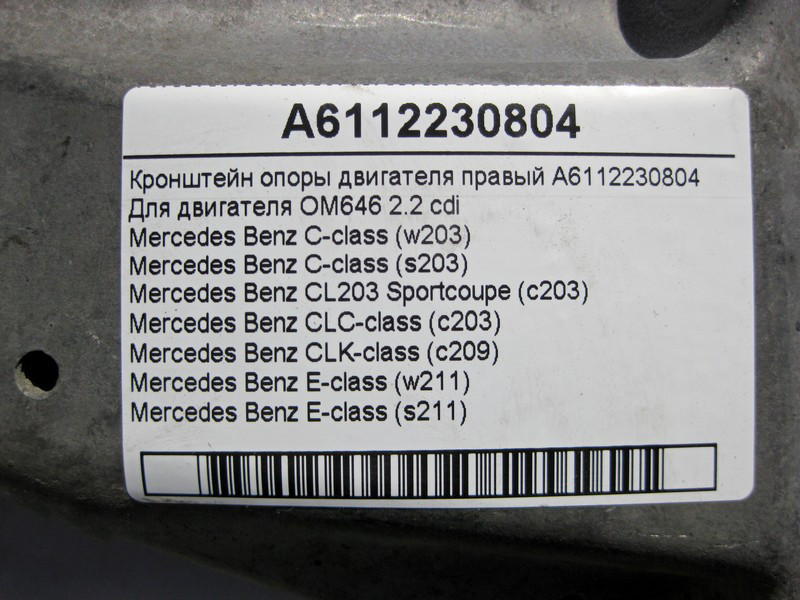 A6112230804
Кронштейн опоры двигателя правый A6112230804
Для двигателя OM646 2.2 cdi
Mercedes Benz C-class (w203)
Mercedes Benz C-class (s203)
Mercedes Benz CL203 Sportcoupe (c203)
Mercedes Benz CLC-class (c203)
Mercedes Benz CLK-class (c209)
Mercedes Benz E-class (w211)
Mercedes Benz E-class (s211)